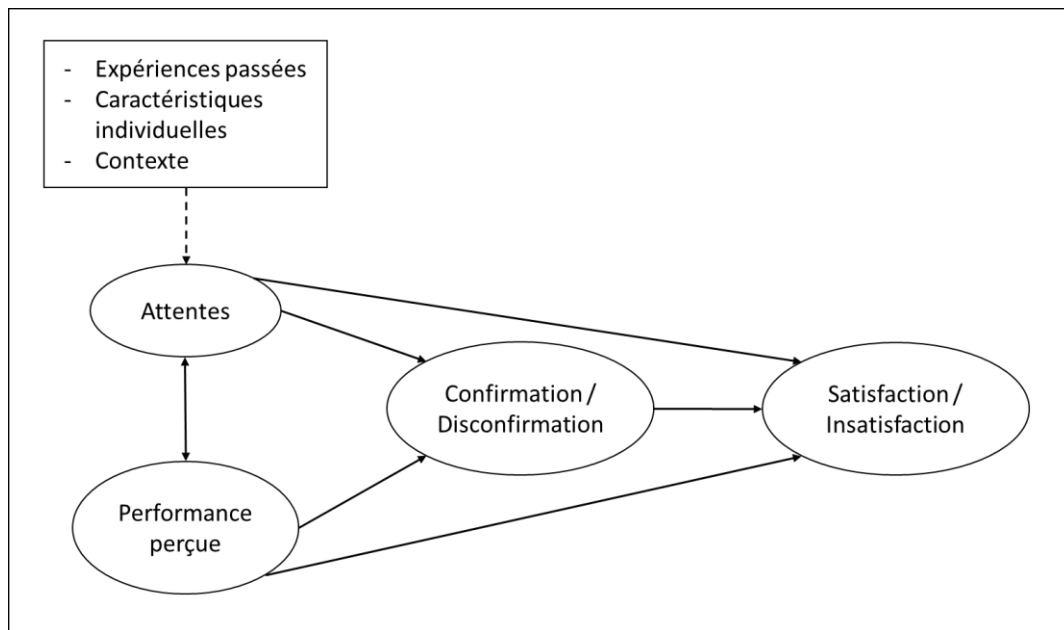 - Expériences passées
- Caractéristiques
individuelles
- Contexte
Attentes
Confirmation /
Disconfirmation
Satisfaction /
Insatisfaction
Performance
perçue